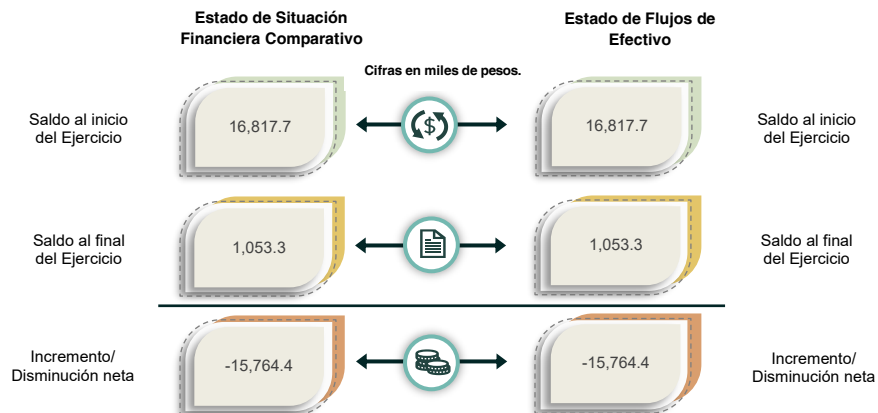 Estado de Situación
Financiera Comparativo
Estado de Flujos de
Efectivo
Cifras en miles de pesos.
Saldo al inicio
del Ejercicio
16,817.7
16,817.7
Saldo al inicio
del Ejercicio
Saldo al final
del Ejercicio
1,053.3
1,053.3
Saldo al final
del Ejercicio
Incremento/
Disminución neta
-15,764.4
-15,764.4
Incremento/
Disminución neta